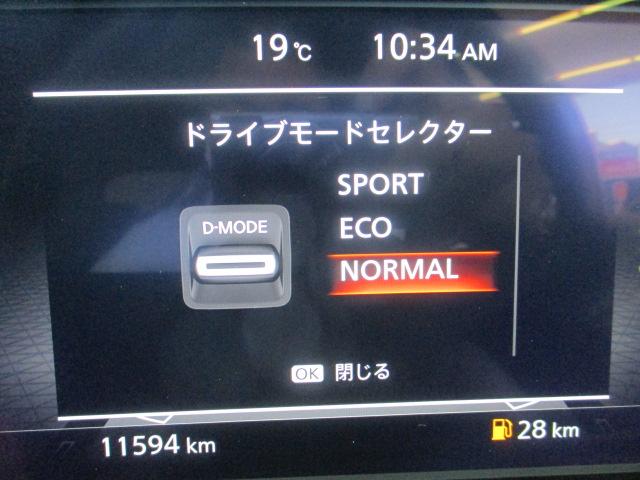 19℃ 10:34 AM
ドライブモードセレクター
SPORT
D-MODE
ECO
NORMAL
OK 閉じる
11594 km 28 km